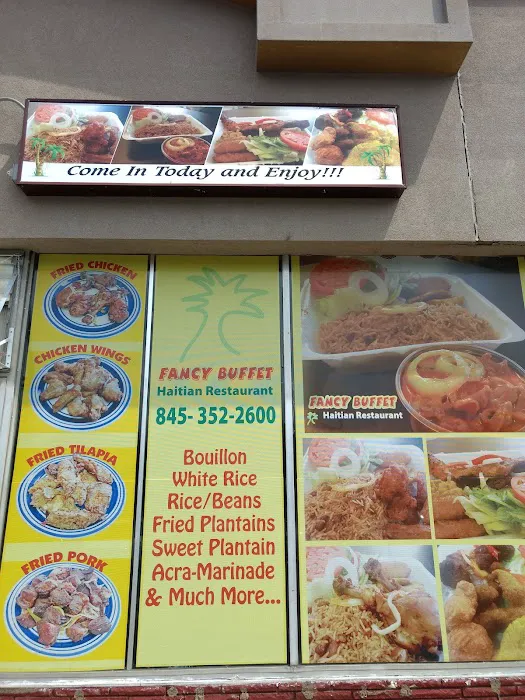 Come In Today and Enjoy!!!
FRIED CHICKEN
CHICKEN WINGS
FRIED TILAPIA
FRIED PORK
FANCY BUFFET
Haitian Restaurant
845-352-2600
Bouillon
White Rice
Rice/Beans
Fried Plantains
Sweet Plantain
Acra-Marinade
& Much More...
FANCY BUFFET
Haitian Restaurant